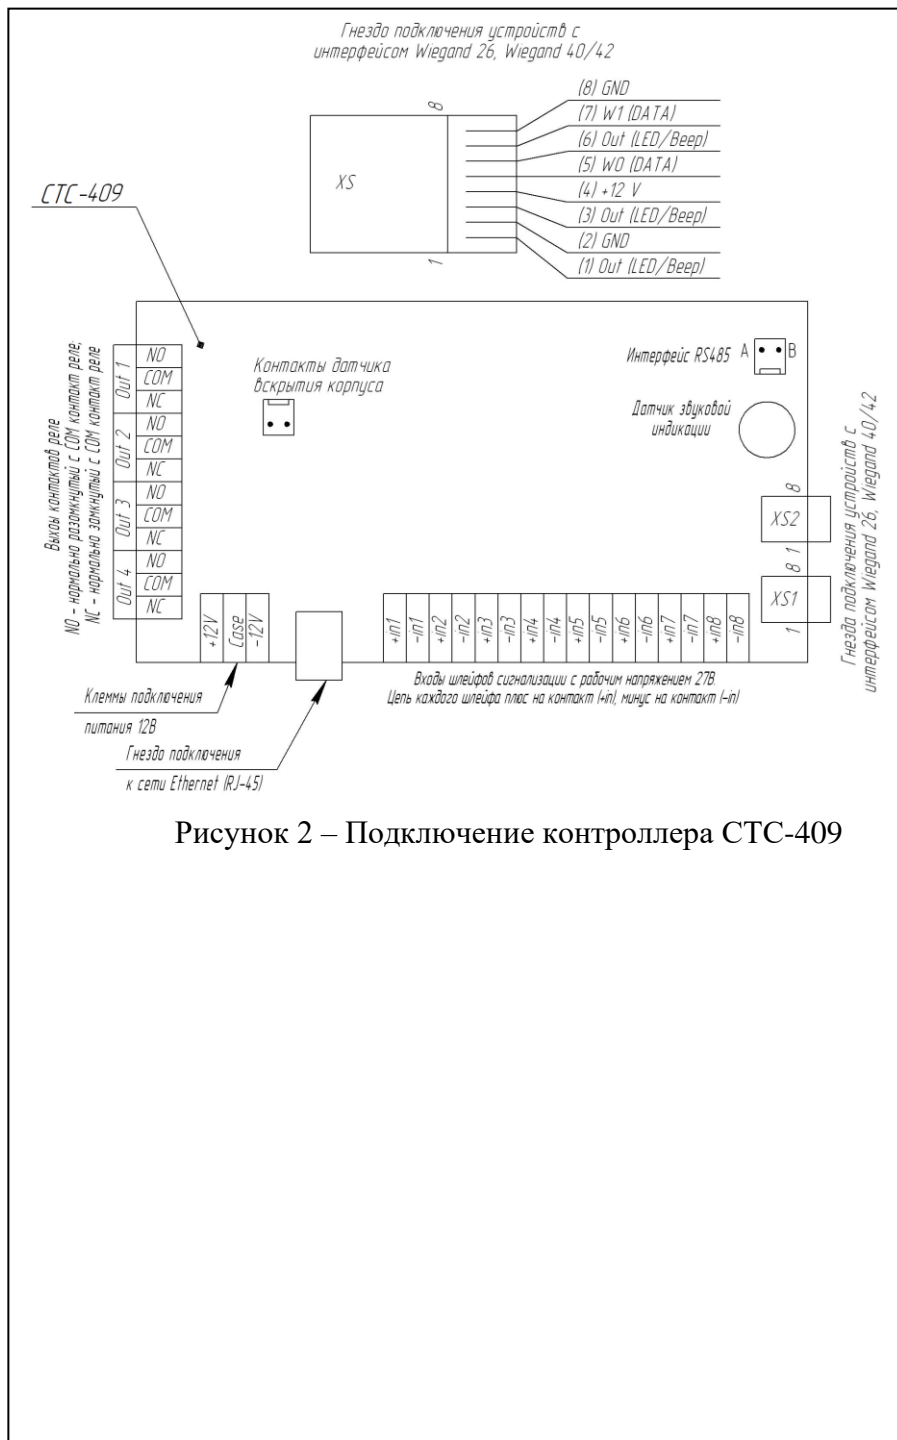 Гнездо подключения устройств с
интерфейсом Wiegand 26, Wiegand 40/42
(8) GND
(7) W1 (DATA)
(6) Out (LED/Beep)
(5) W0 (DATA)
(4) +12 V
(3) Out (LED/Beep)
(2) GND
(1) Out (LED/Beep)
8
XS
1
СТС-409
Выходы контактов реле
NO - нормально разомкнутый с COM контакт реле;
NC - нормально замкнутый с COM контакт реле
Out 1
NO
COM
NC
Out 2
NO
COM
NC
Out 3
NO
COM
NC
Out 4
NO
COM
NC
Контакты датчика
вскрытия корпуса
Интерфейс RS485 A B
Датчик звуковой
индикации
8
XS2
1
8
XS1
1
Гнезда подключения устройств с
интерфейсом Wiegand 26, Wiegand 40/42
+12V
Case
-12V
+in1
-in1
+in2
-in2
+in3
-in3
+in4
-in4
+in5
-in5
+in6
-in6
+in7
-in7
+in8
-in8
Входы шлейфов сигнализации с рабочим напряжением 27В.
Цепь каждого шлейфа плюс на контакт (+in), минус на контакт (-in)
Клеммы подключения
питания 12В
Гнездо подключения
к сети Ethernet (RJ-45)
Рисунок 2 – Подключение контроллера СТС-409